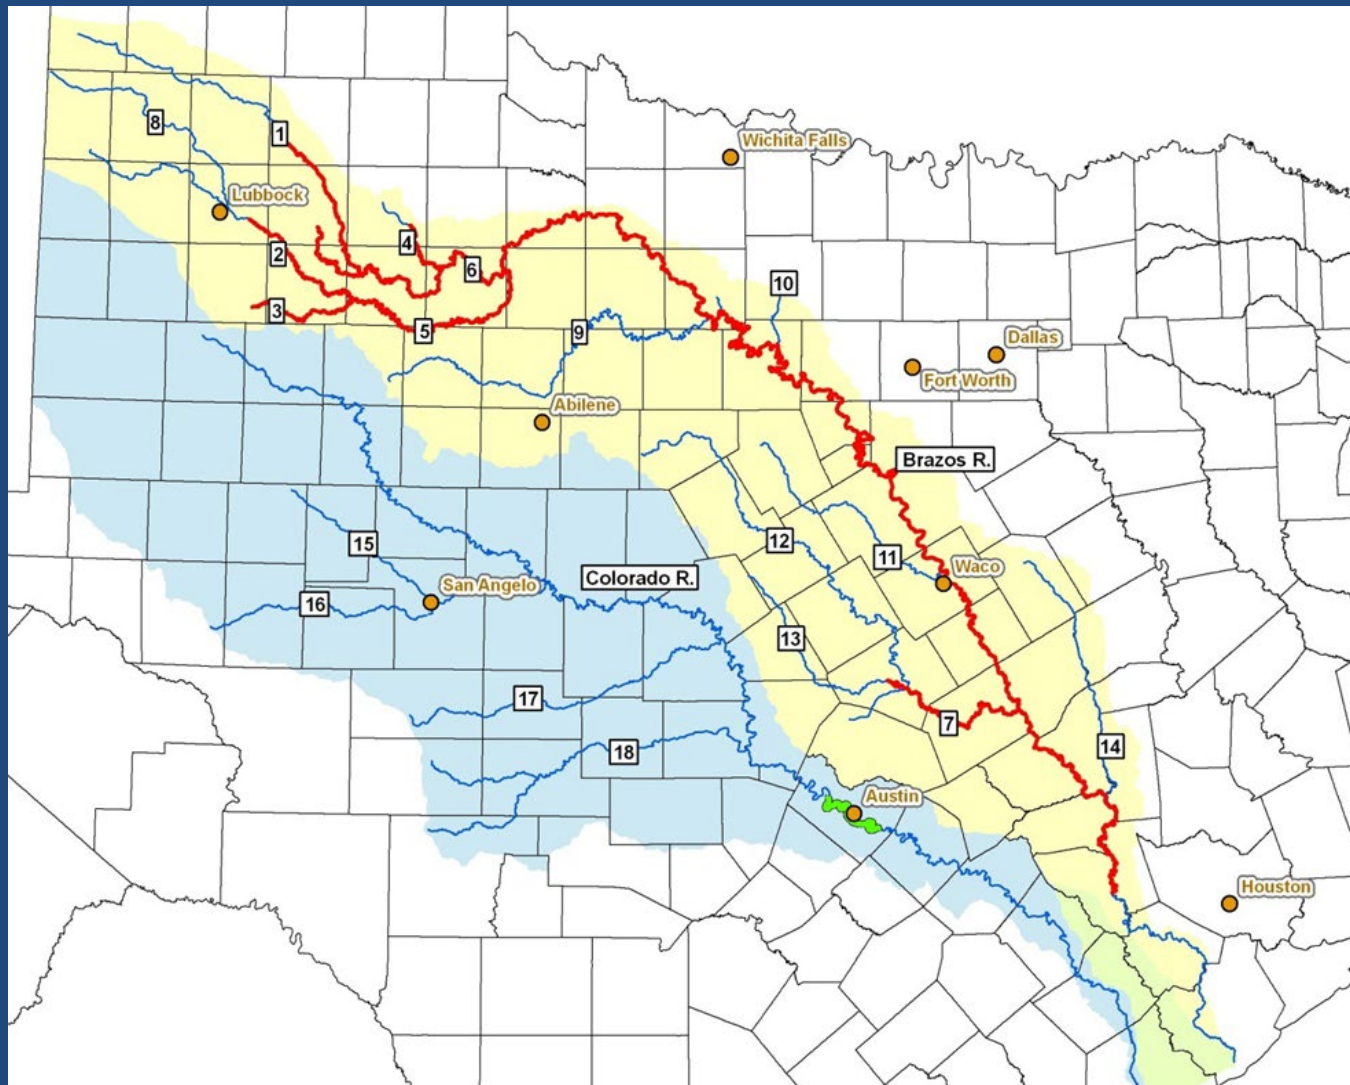 1
8
Wichita Falls
Lubbock
4
2
6
10
3
5
9
Dallas
Fort Worth
Abilene
Brazos R.
12
15
11
Waco
Colorado R.
San Angelo
16
13
17
7
14
18
Austin
Houston